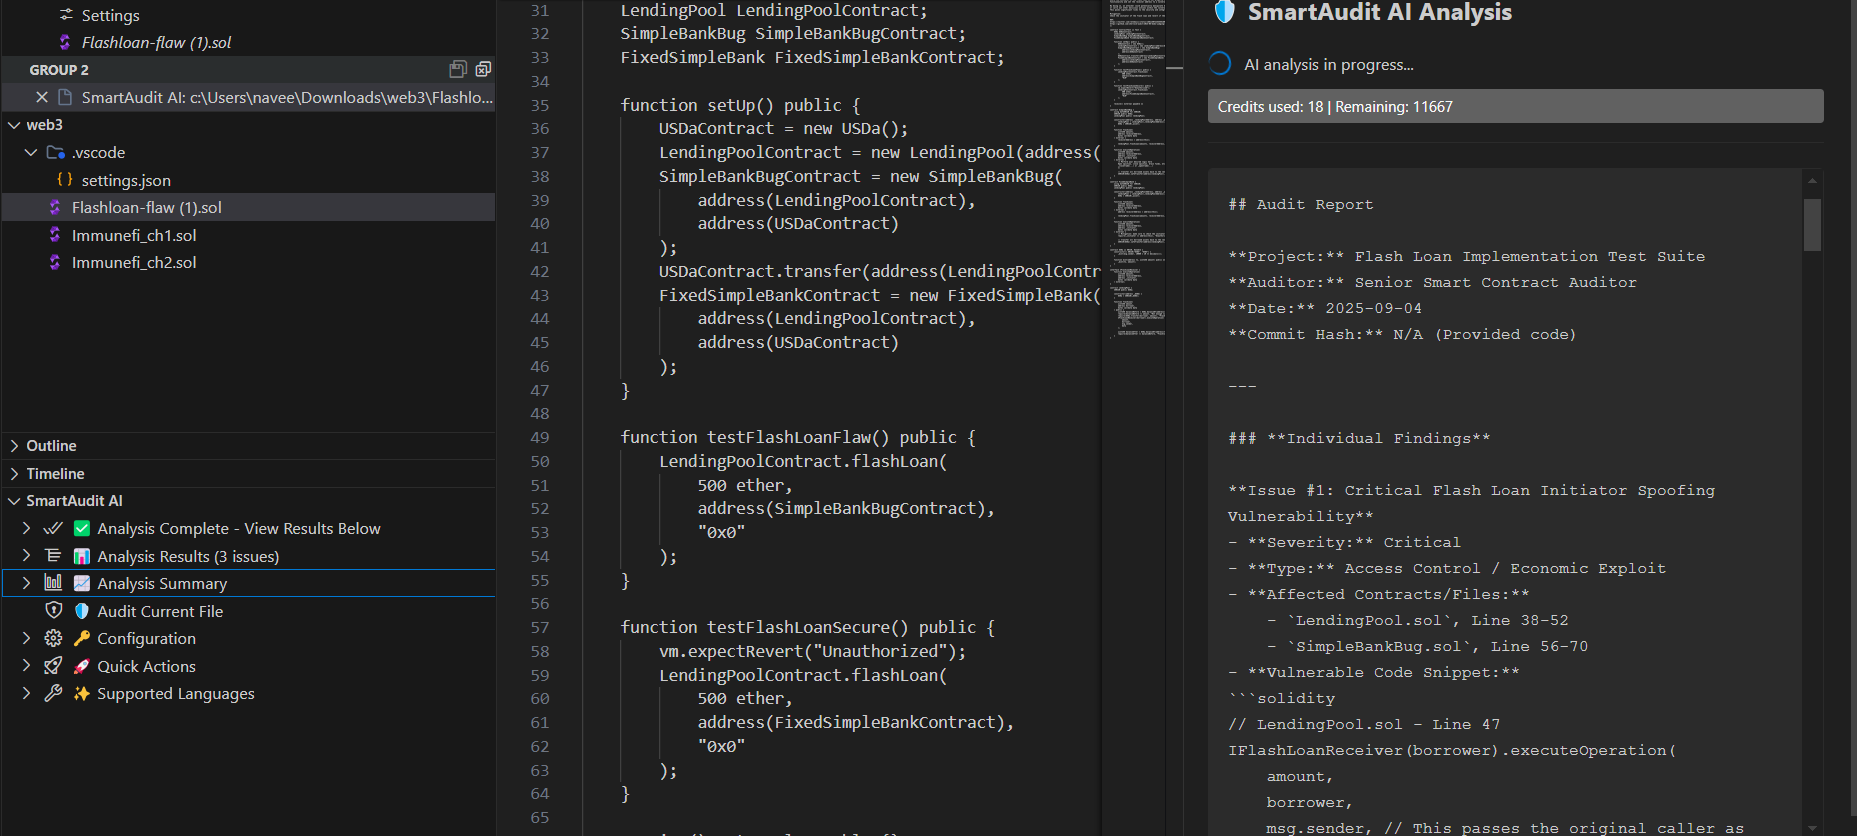 Settings
Flashloan-flaw (1).sol
GROUP 2
SmartAudit AI: c:\Users\navee\Downloads\web3\Flashlo...
web3
.vscode
{} settings.json
Flashloan-flaw (1).sol
Immunefi_ch1.sol
Immunefi_ch2.sol
Outline
Timeline
SmartAudit AI
Analysis Complete - View Results Below
Analysis Results (3 issues)
Analysis Summary
Audit Current File
Configuration
Quick Actions
Supported Languages
31 LendingPool LendingPoolContract;
32 SimpleBankBug SimpleBankBugContract;
33 FixedSimpleBank FixedSimpleBankContract;
34
35 function setUp() public {
36 USDaContract = new USDa();
37 LendingPoolContract = new LendingPool(address(
38 SimpleBankBugContract = new SimpleBankBug(
39 address(LendingPoolContract),
40 address(USDaContract)
41 );
42 USDaContract.transfer(address(LendingPoolContr
43 FixedSimpleBankContract = new FixedSimpleBank(
44 address(LendingPoolContract),
45 address(USDaContract)
46 );
47 }
48
49 function testFlashLoanFlaw() public {
50 LendingPoolContract.flashLoan(
51 500 ether,
52 address(SimpleBankBugContract),
53 "0x0"
54 );
55 }
56
57 function testFlashLoanSecure() public {
58 vm.expectRevert("Unauthorized");
59 LendingPoolContract.flashLoan(
60 500 ether,
61 address(FixedSimpleBankContract),
62 "0x0"
63 );
64 }
65
SmartAudit AI Analysis
AI analysis in progress...
Credits used: 18 | Remaining: 11667
## Audit Report
**Project:** Flash Loan Implementation Test Suite
**Auditor:** Senior Smart Contract Auditor
**Date:** 2025-09-04
**Commit Hash:** N/A (Provided code)
---
### **Individual Findings**
**Issue #1: Critical Flash Loan Initiator Spoofing
Vulnerability**
- **Severity:** Critical
- **Type:** Access Control / Economic Exploit
- **Affected Contracts/Files:**
- `LendingPool.sol`, Line 38-52
- `SimpleBankBug.sol`, Line 56-70
- **Vulnerable Code Snippet:**
```solidity
// LendingPool.sol - Line 47
IFlashLoanReceiver(borrower).executeOperation(
amount,
borrower,
msg.sender, // This passes the original caller as